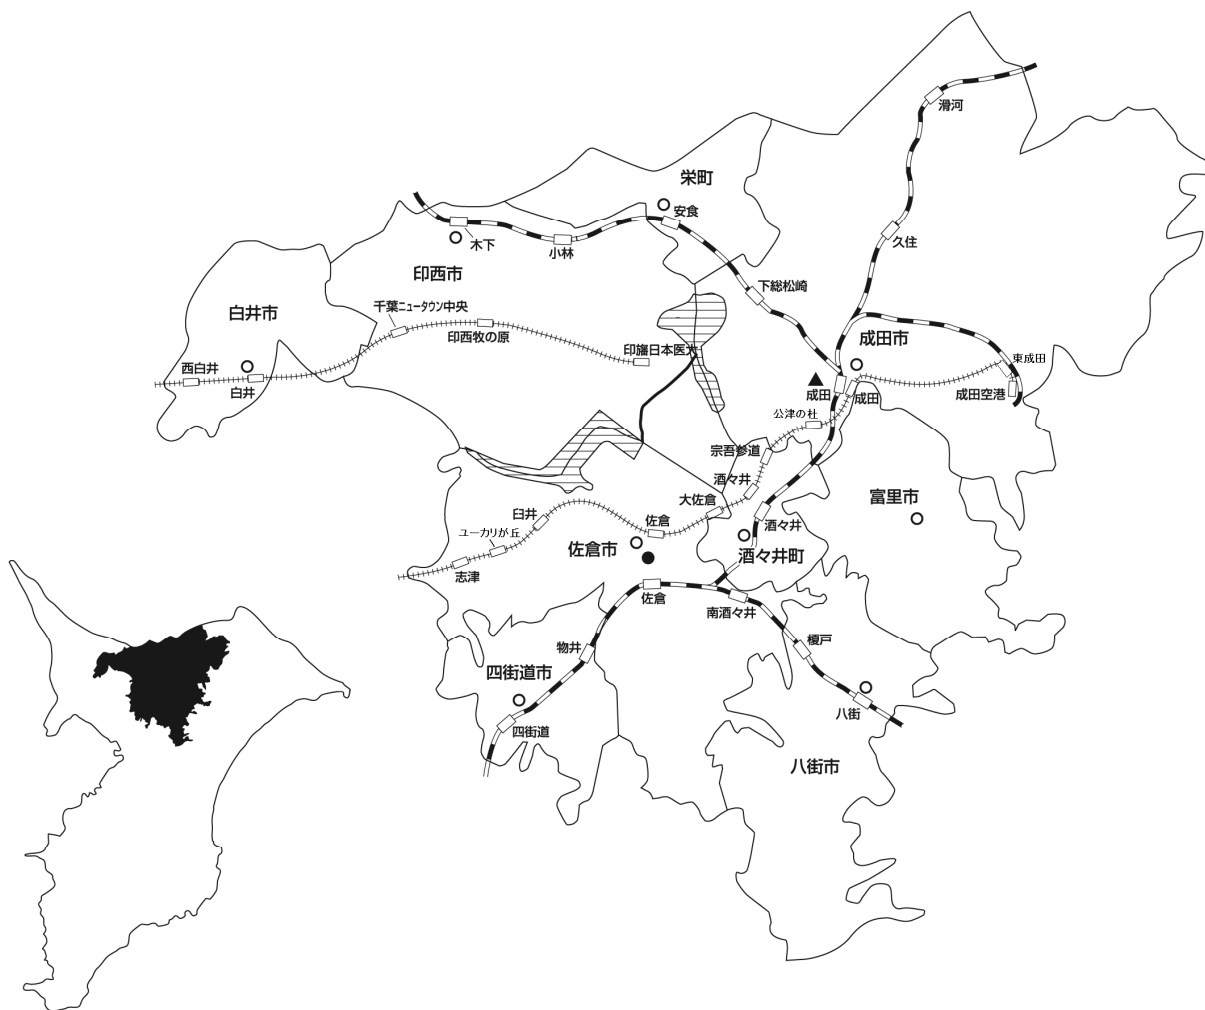 滑河
栄町
安食
木下
小林
久住
印西市
下総松崎
千葉ニュータウン中央
白井市
印西牧の原
成田市
印旛日本医大
東成田
西白井
白井
成田
成田
成田空港
公津の杜
宗吾参道
酒々井
富里市
大佐倉
臼井
佐倉
酒々井
ユーカリが丘
佐倉市
酒々井町
志津
佐倉
南酒々井
物井
榎戸
四街道市
八街
四街道
八街市